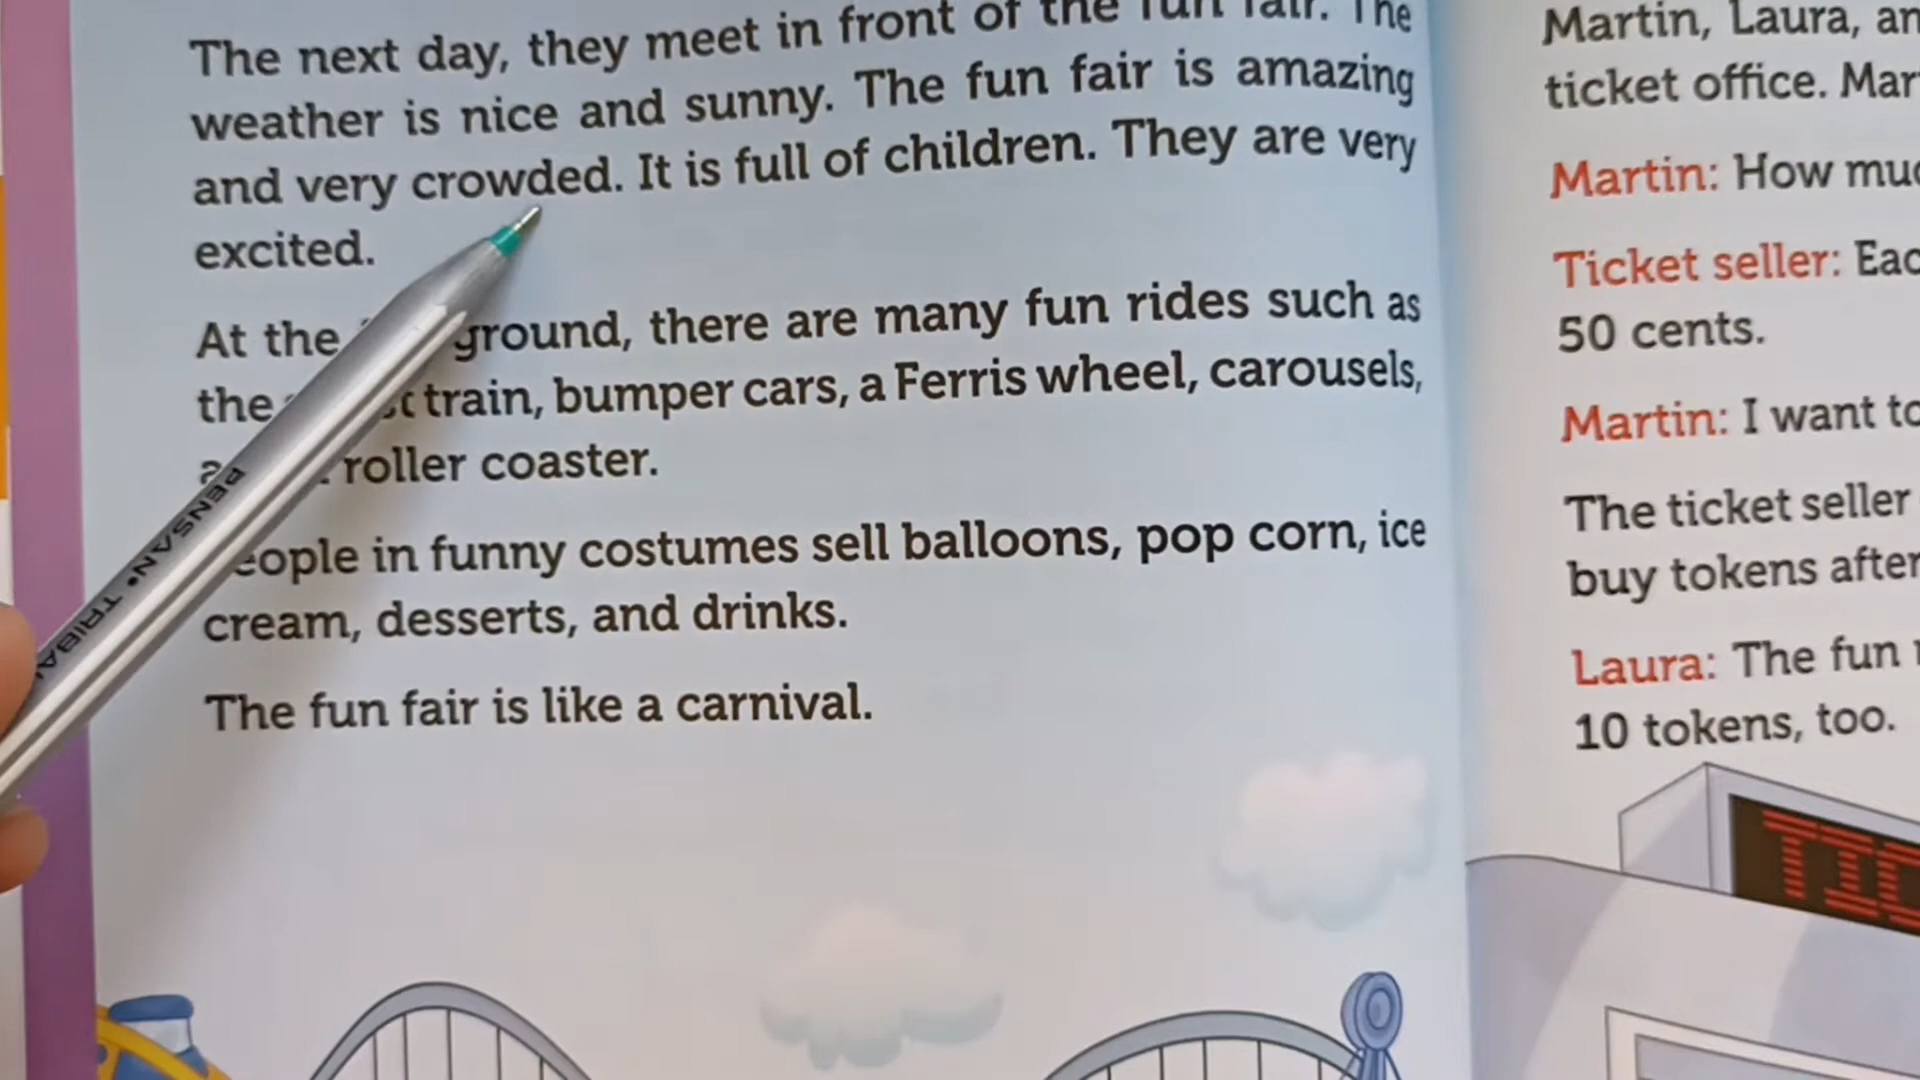 The next day, they meet in front of the fun fair. The
weather is nice and sunny. The fun fair is amazing
and very crowded. It is full of children. They are very
excited.
At the ground, there are many fun rides such as
the train, bumper cars, a Ferris wheel, carousels,
roller coaster.
eople in funny costumes sell balloons, pop corn, ice
cream, desserts, and drinks.
The fun fair is like a carnival.
PENSAN • TRIBA
Martin, Laura, an
ticket office. Mar
Martin: How muc
Ticket seller: Eac
50 cents.
Martin: I want to
The ticket seller
buy tokens after
Laura: The fun
10 tokens, too.
TIC